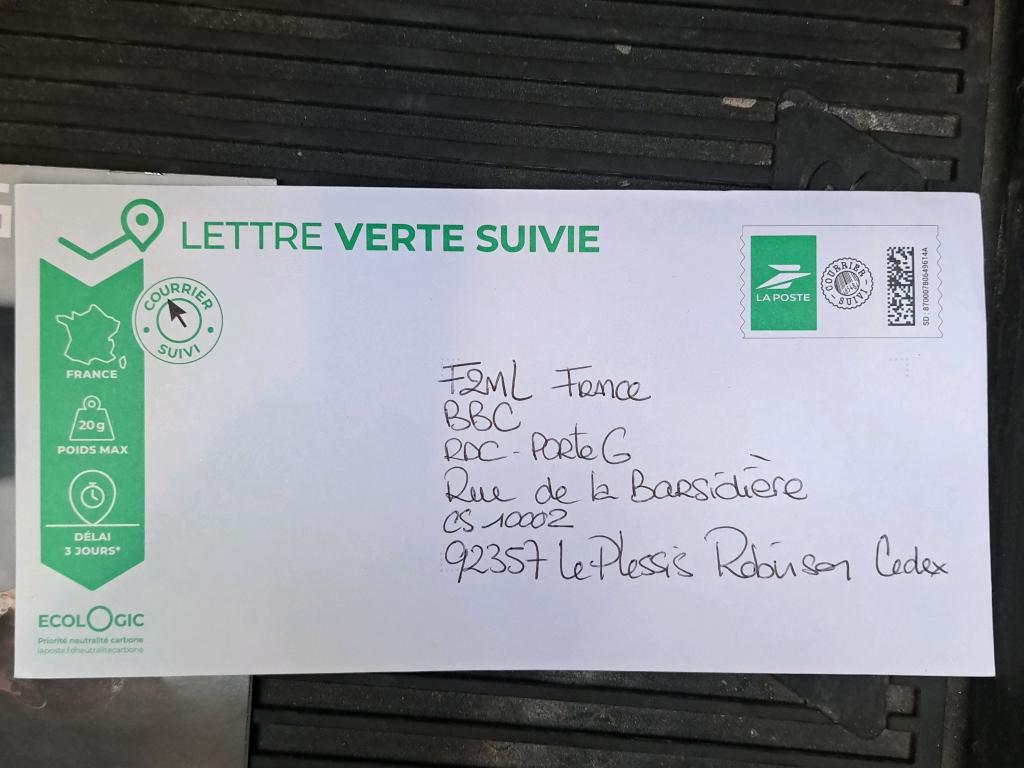 LETTRE VERTE SUIVIE
COURRIER
SUIVI
FRANCE
20g
POIDS MAX
DÉLAI
3 JOURS*
ECOLOGIC
Priorité neutralité carbone
laposte.fr/neutralitecarbone
LA POSTE
COURRIER
SUIVI
SD : 87000780649614A
F2ML France
BBC
RDC - PORTE G
Rue de la Barsidière
CS 10002
92357 Le Plessis Robinson Cedex